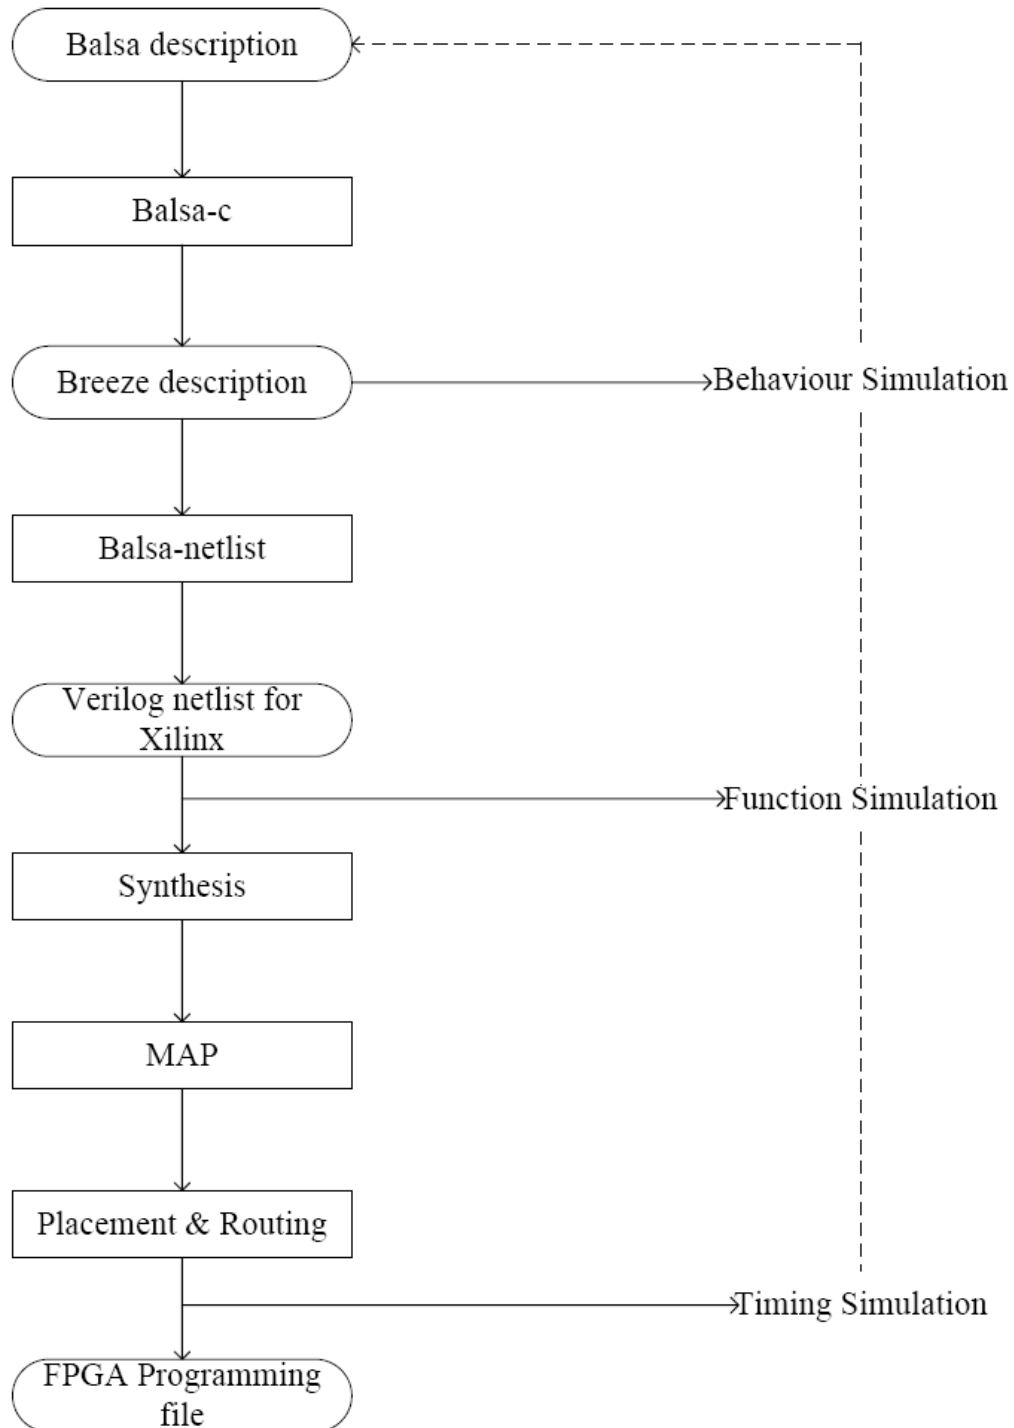 Balsa description
Balsa-c
Breeze description
Behaviour Simulation
Balsa-netlist
Verilog netlist for
Xilinx
Function Simulation
Synthesis
MAP
Placement & Routing
Timing Simulation
FPGA Programming
file